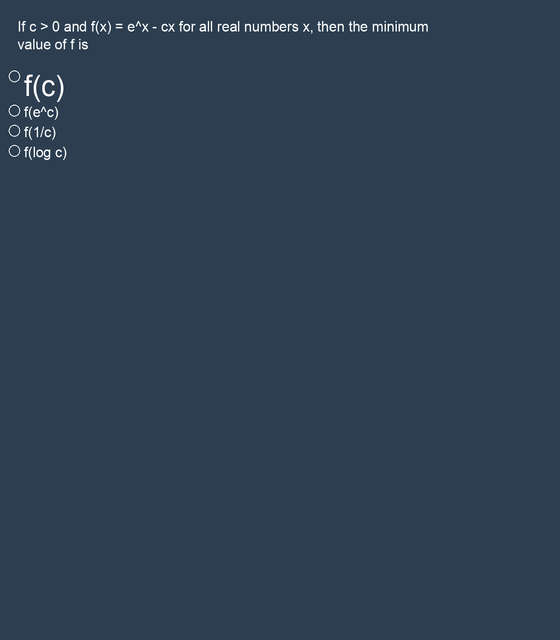 If c > 0 and f(x) = e^x - cx for all real numbers x, then the minimum
value of f is
f(c)
f(e^c)
f(1/c)
f(log c)